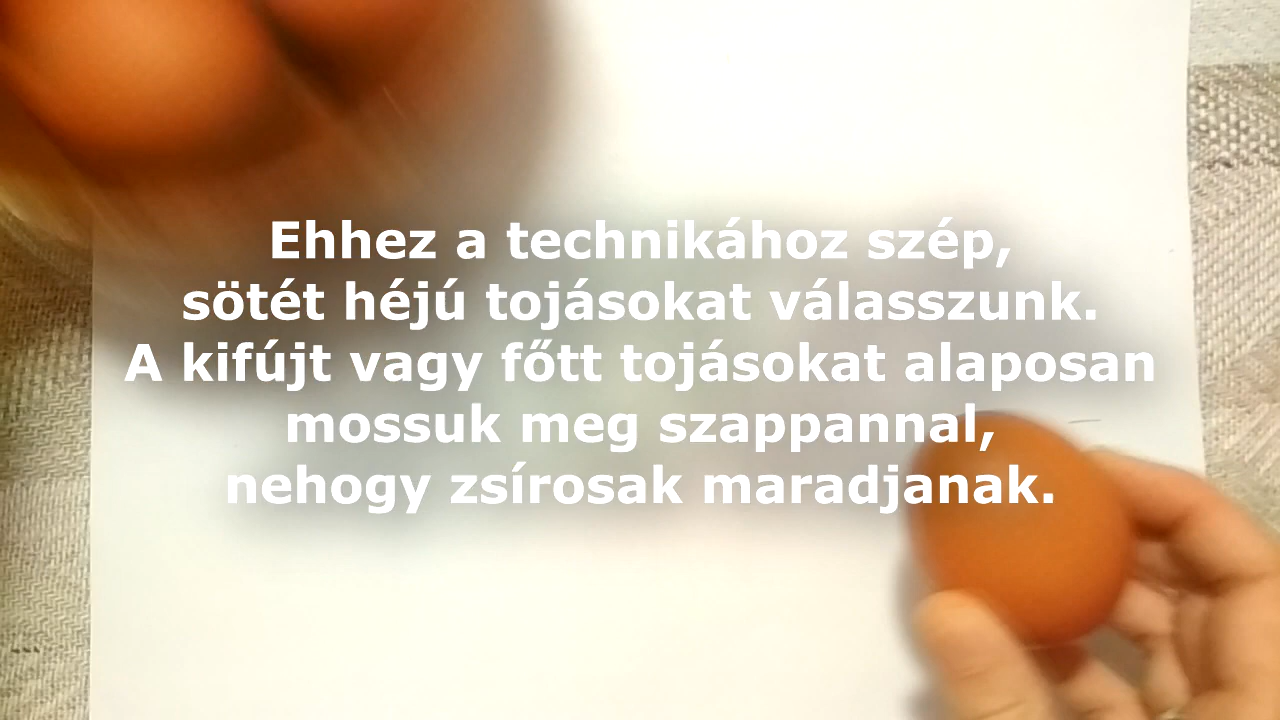 Ehhez a technikához szép,
sötét héjú tojásokat válasszunk.
A kifújt vagy főtt tojásokat alaposan
mossuk meg szappannal,
nehogy zsírosak maradjanak.